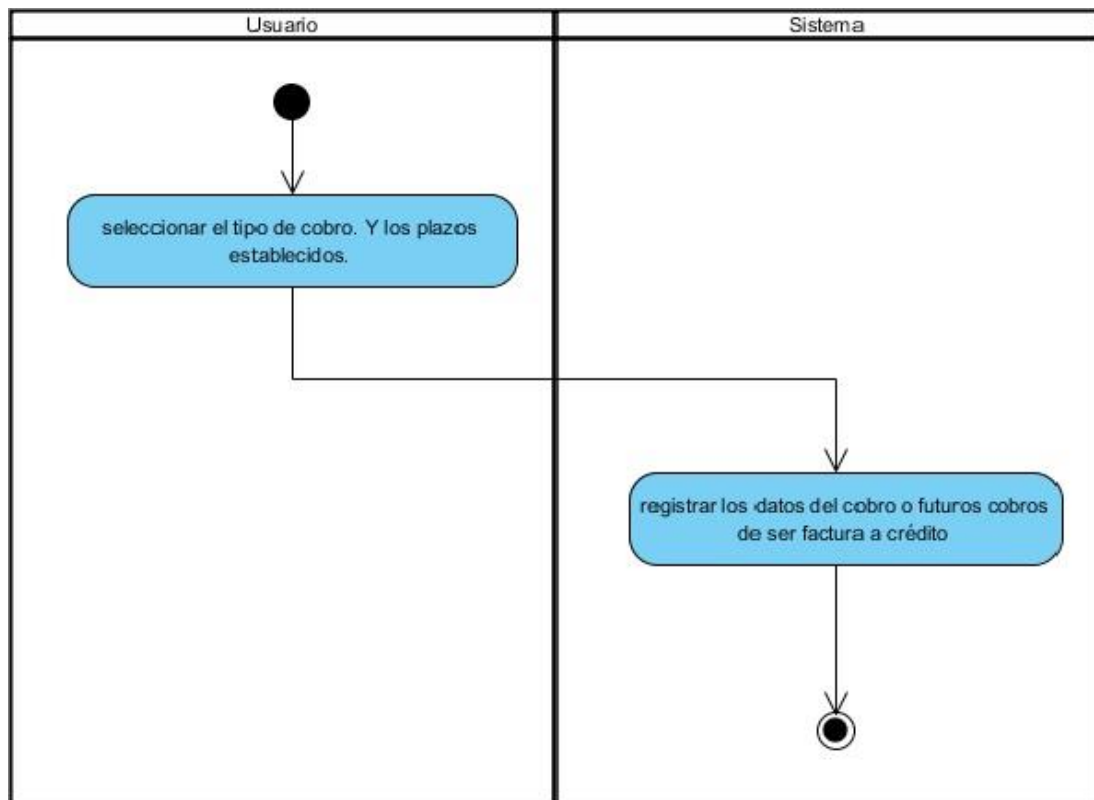 Usuario
Sistema
seleccionar el tipo de cobro. Y los plazos
establecidos.
registrar los datos del cobro o futuros cobros
de ser factura a crédito